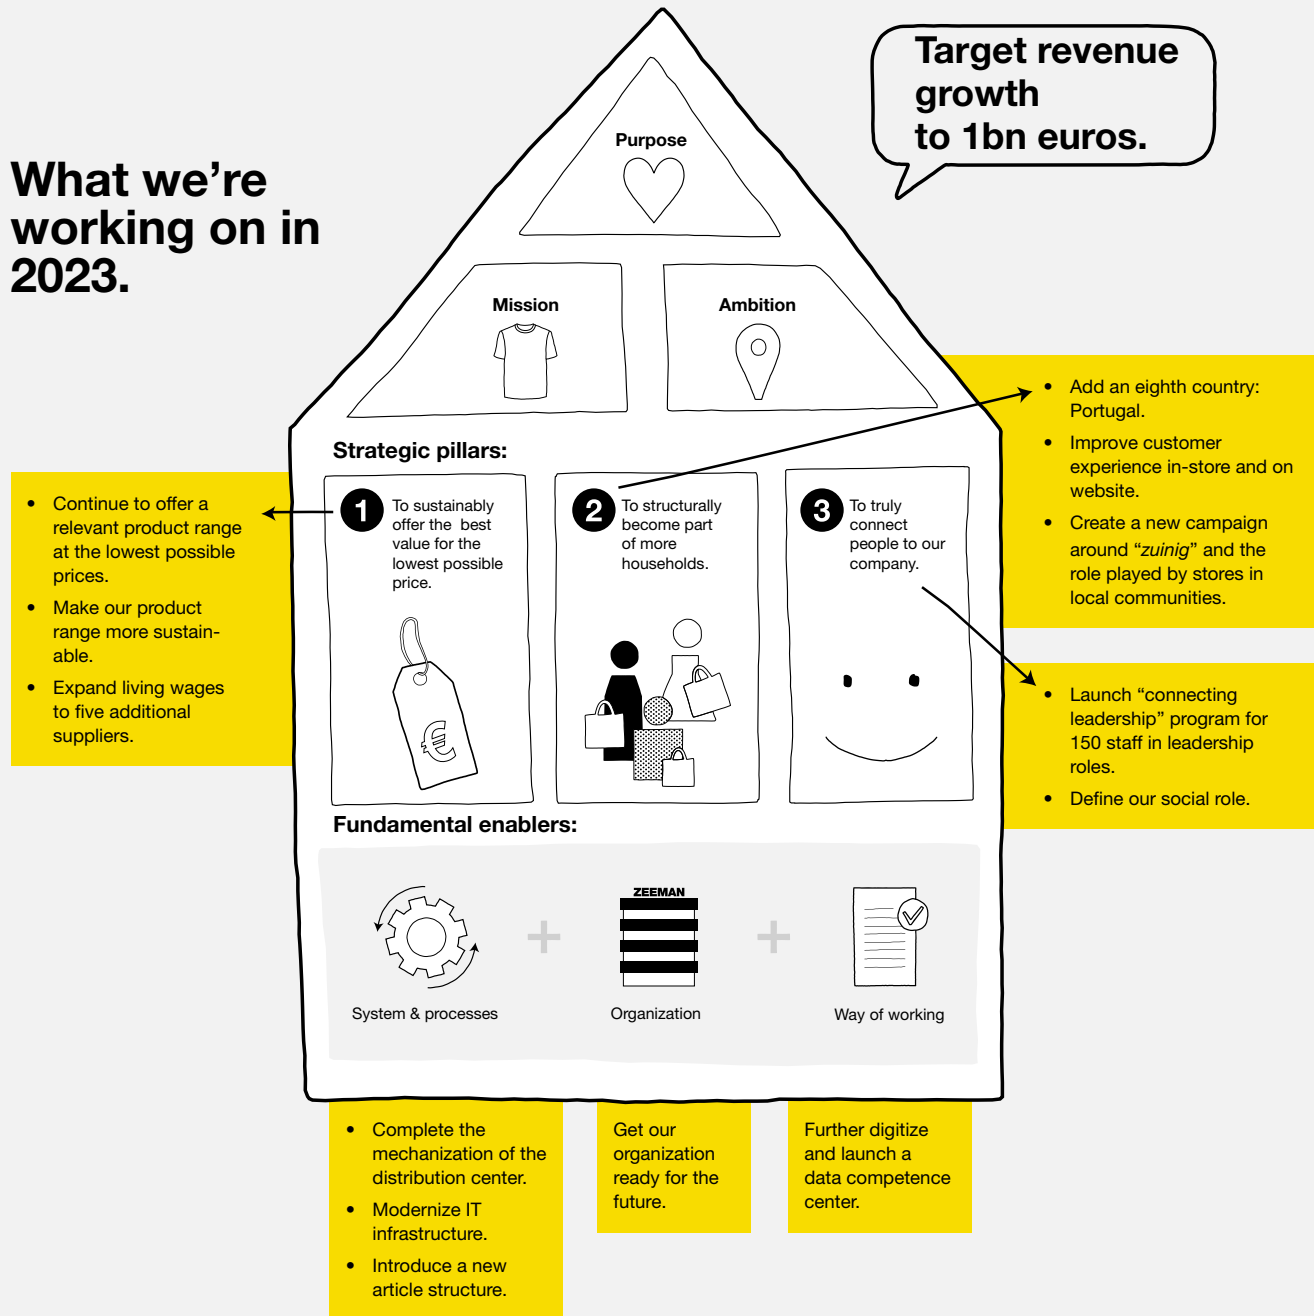 What we're
working on in
2023.
Target revenue
growth
to 1bn euros.
Purpose
Mission
Ambition
Strategic pillars:
1
To sustainably
offer the best
value for the
lowest possible
price.
2
To structurally
become part
of more
households.
3
To truly
connect
people to our
company.
• Continue to offer a
relevant product range
at the lowest possible
prices.
• Make our product
range more sustain-
able.
• Expand living wages
to five additional
suppliers.
• Add an eighth country:
Portugal.
• Improve customer
experience in-store and on
website.
• Create a new campaign
around “zuinig” and the
role played by stores in
local communities.
• Launch “connecting
leadership” program for
150 staff in leadership
roles.
• Define our social role.
€
Fundamental enablers:
ZEEMAN
+
+
System & processes
Organization
Way of working
• Complete the
mechanization of the
distribution center.
• Modernize IT
infrastructure.
• Introduce a new
article structure.
Get our
organization
ready for the
future.
Further digitize
and launch a
data competence
center.